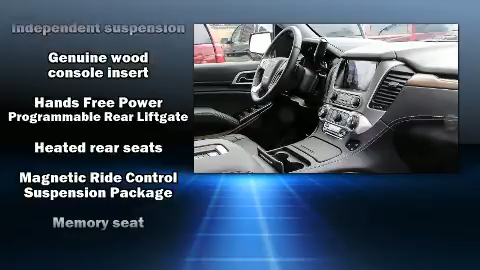 Independent suspension
Genuine wood
console insert
Hands Free Power
Programmable Rear Liftgate
Heated rear seats
Magnetic Ride Control
Suspension Package
Memory seat